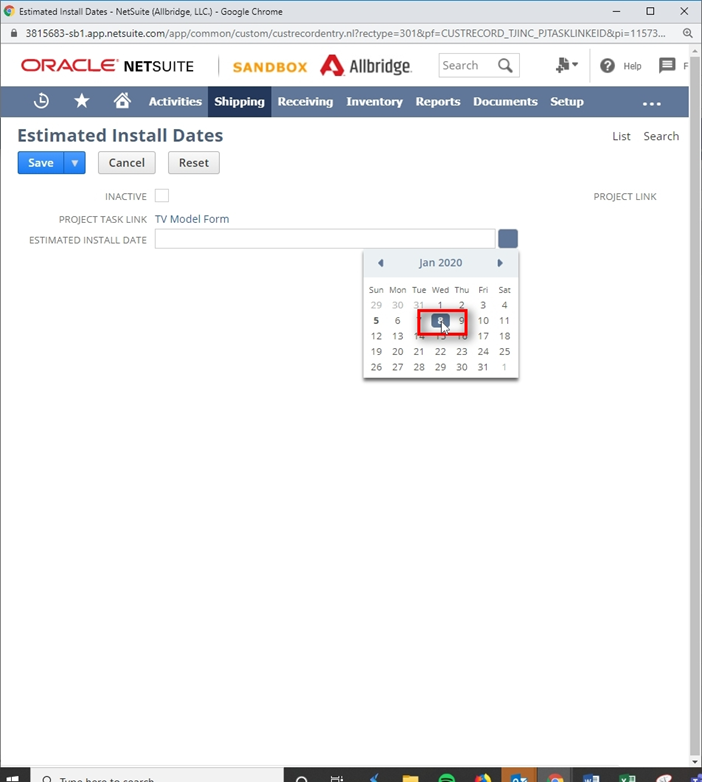 Estimated Install Dates - NetSuite (Allbridge, LLC.) - Google Chrome
3815683-sb1.app.netsuite.com/app/common/custom/custrecordentry.nl?rectype=301&pf=CUSTRECORD_TJINC_PJTASKLINKEID&pi=11573...
ORACLE NETSUITE SANDBOX Allbridge Search Help F
Activities Shipping Receiving Inventory Reports Documents Setup ...
Estimated Install Dates List Search
Save Cancel Reset
INACTIVE PROJECT LINK
PROJECT TASK LINK TV Model Form
ESTIMATED INSTALL DATE
Jan 2020
Sun Mon Tue Wed Thu Fri Sat
29 30 31 1 2 3 4
5 6 7 8 9 10 11
12 13 14 15 16 17 18
19 20 21 22 23 24 25
26 27 28 29 30 31 1
Type here to search